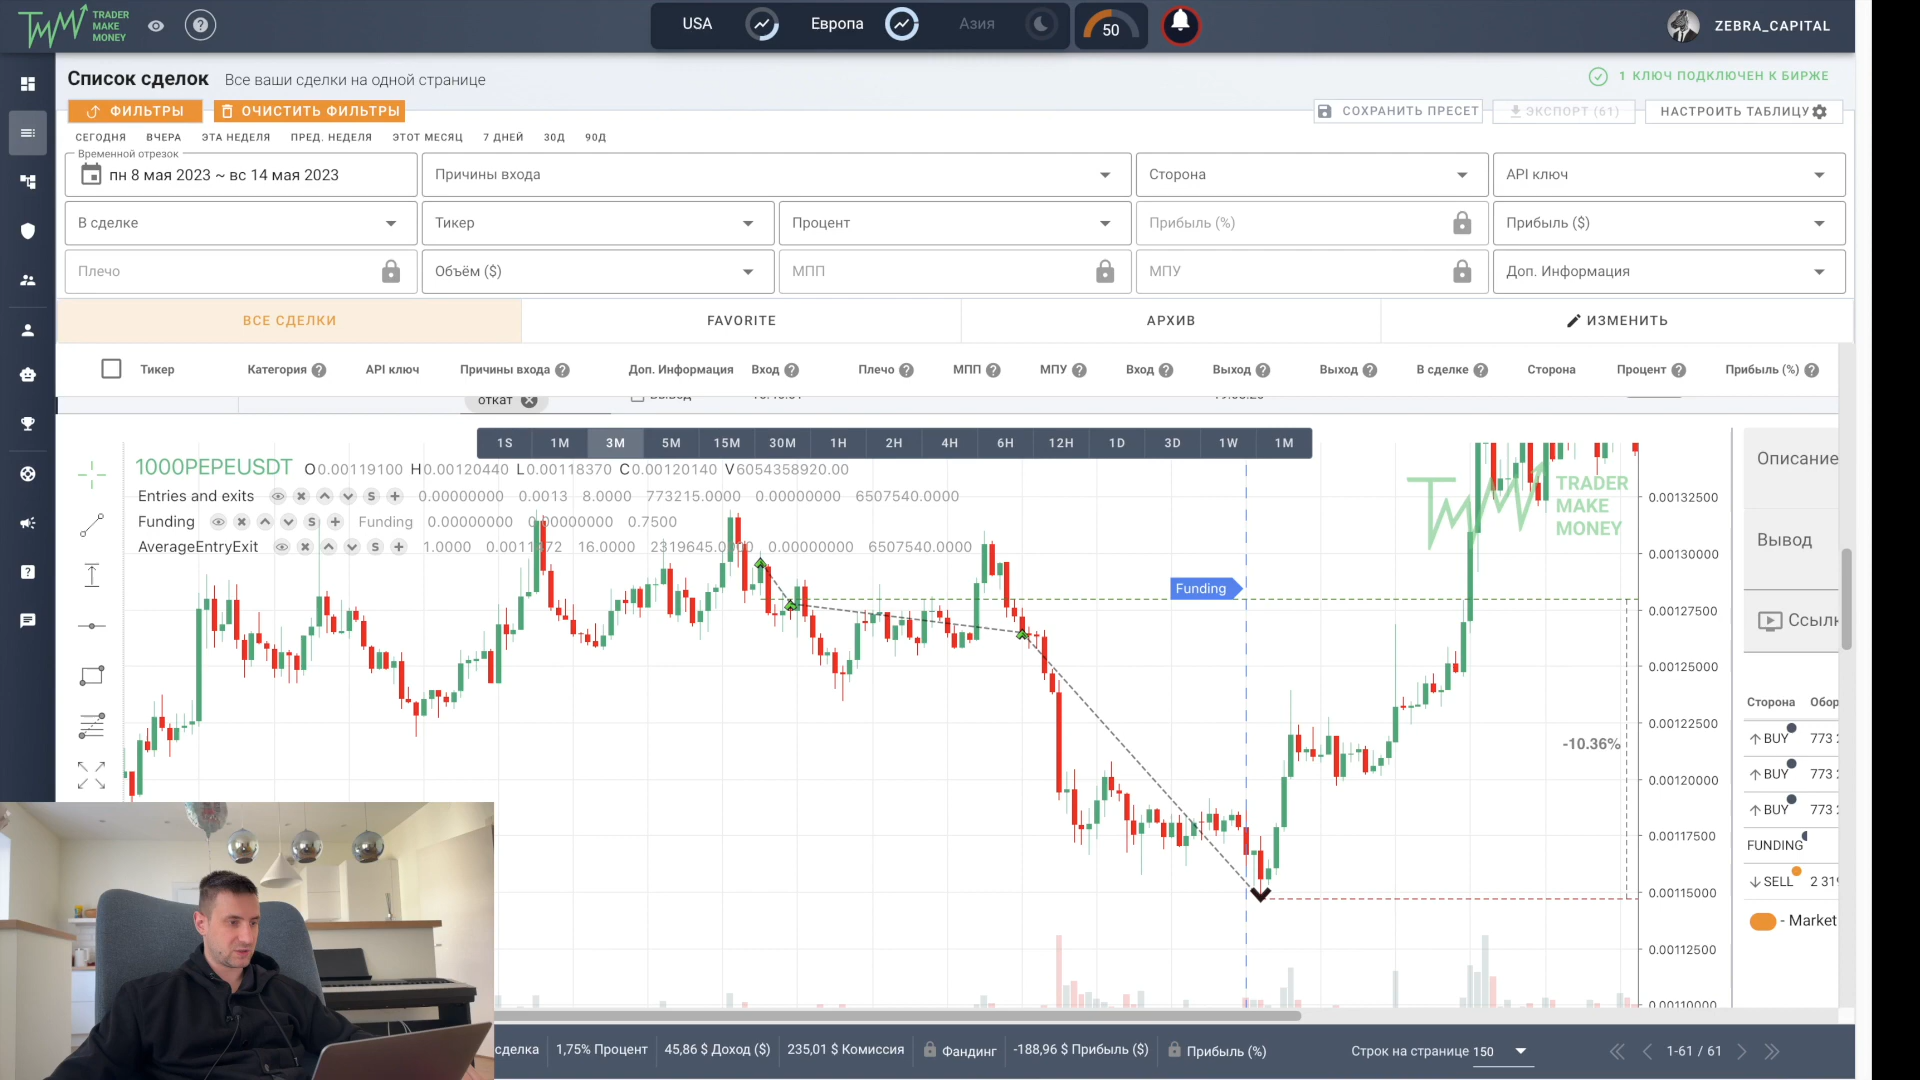 TRADER
MAKE
MONEY
USA
Европа
Азия
50
ZEBRA_CAPITAL
Список сделок
Все ваши сделки на одной странице
1 КЛЮЧ ПОДКЛЮЧЕН К БИРЖЕ
ФИЛЬТРЫ
ОЧИСТИТЬ ФИЛЬТРЫ
СОХРАНИТЬ ПРЕСЕТ
ЭКСПОРТ (61)
НАСТРОИТЬ ТАБЛИЦУ
СЕГОДНЯ ВЧЕРА ЭТА НЕДЕЛЯ ПРЕД. НЕДЕЛЯ ЭТОТ МЕСЯЦ 7 ДНЕЙ 30Д 90Д
Временной отрезок
пн 8 мая 2023 ~ вс 14 мая 2023
Причины входа
Сторона
API ключ
В сделке
Тикер
Процент
Прибыль (%)
Прибыль ($)
Плечо
Объём ($)
МПП
МПУ
Доп. Информация
ВСЕ СДЕЛКИ
FAVORITE
АРХИВ
ИЗМЕНИТЬ
Тикер Категория API ключ Причины входа Доп. Информация Вход Плечо МПП МПУ Вход Выход Выход В сделке Сторона Процент Прибыль (%)
откат
1S 1M 3M 5M 15M 30M 1H 2H 4H 6H 12H 1D 3D 1W 1M
1000PEPEUSDT O0.00119100 H0.00120440 L0.00118370 C0.00120140 V6054358920.00
Entries and exits S 0.00000000 0.0013 8.0000 773215.0000 0.00000000 6507540.0000
Funding S Funding 0.00000000 0.00000000 0.7500
AverageEntryExit S 1.0000 16.0000 0.00000000 6507540.0000
TRADER
MAKE
MONEY
Funding
-10.36%
0.00132500
0.00130000
0.00127500
0.00125000
0.00122500
0.00120000
0.00117500
0.00115000
0.00112500
0.00110000
Описание
Вывод
Сторона
BUY 773
BUY 773
BUY 773
FUNDING
SELL
- Market
сделка
1,75% Процент
45,86 $ Доход ($)
235,01 $ Комиссия
Фандинг
-188,96 $ Прибыль ($)
Прибыль (%)
Строк на странице 150
1-61 / 61